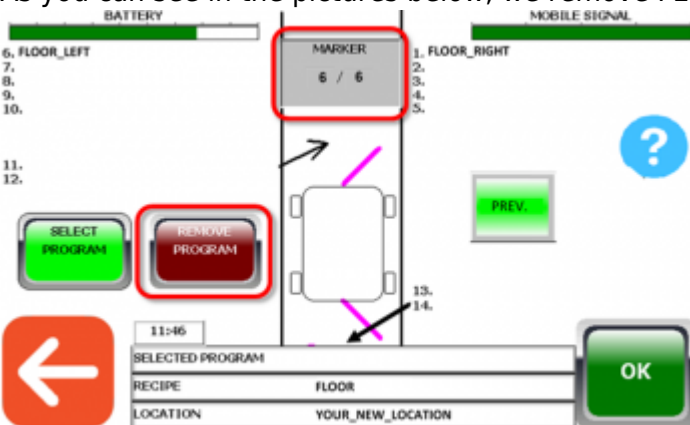 As you can see in the pictures below, we remove
BATTERY
MOBILE SIGNAL
6. FLOOR_LEFT
7.
8.
9.
10.
11.
12.
MARKER
6 / 6
1. FLOOR_RIGHT
2.
3.
4.
5.
?
SELECT
PROGRAM
REMOVE
PROGRAM
PREV.
13.
14.
11:46
SELECTED PROGRAM
RECIPE FLOOR
LOCATION YOUR_NEW_LOCATION
OK